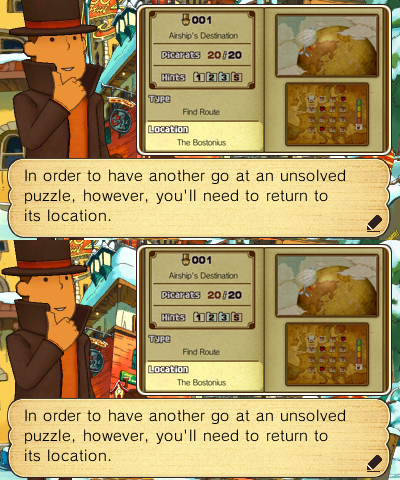 001
Airship's Destination
Picarats 20/20
Hints 1 2 3 S
Type
Find Route
Location
The Bostonius
In order to have another go at an unsolved
puzzle, however, you'll need to return to
its location.
001
Airship's Destination
Picarats 20/20
Hints 1 2 3 S
Type
Find Route
Location
The Bostonius
In order to have another go at an unsolved
puzzle, however, you'll need to return to
its location.